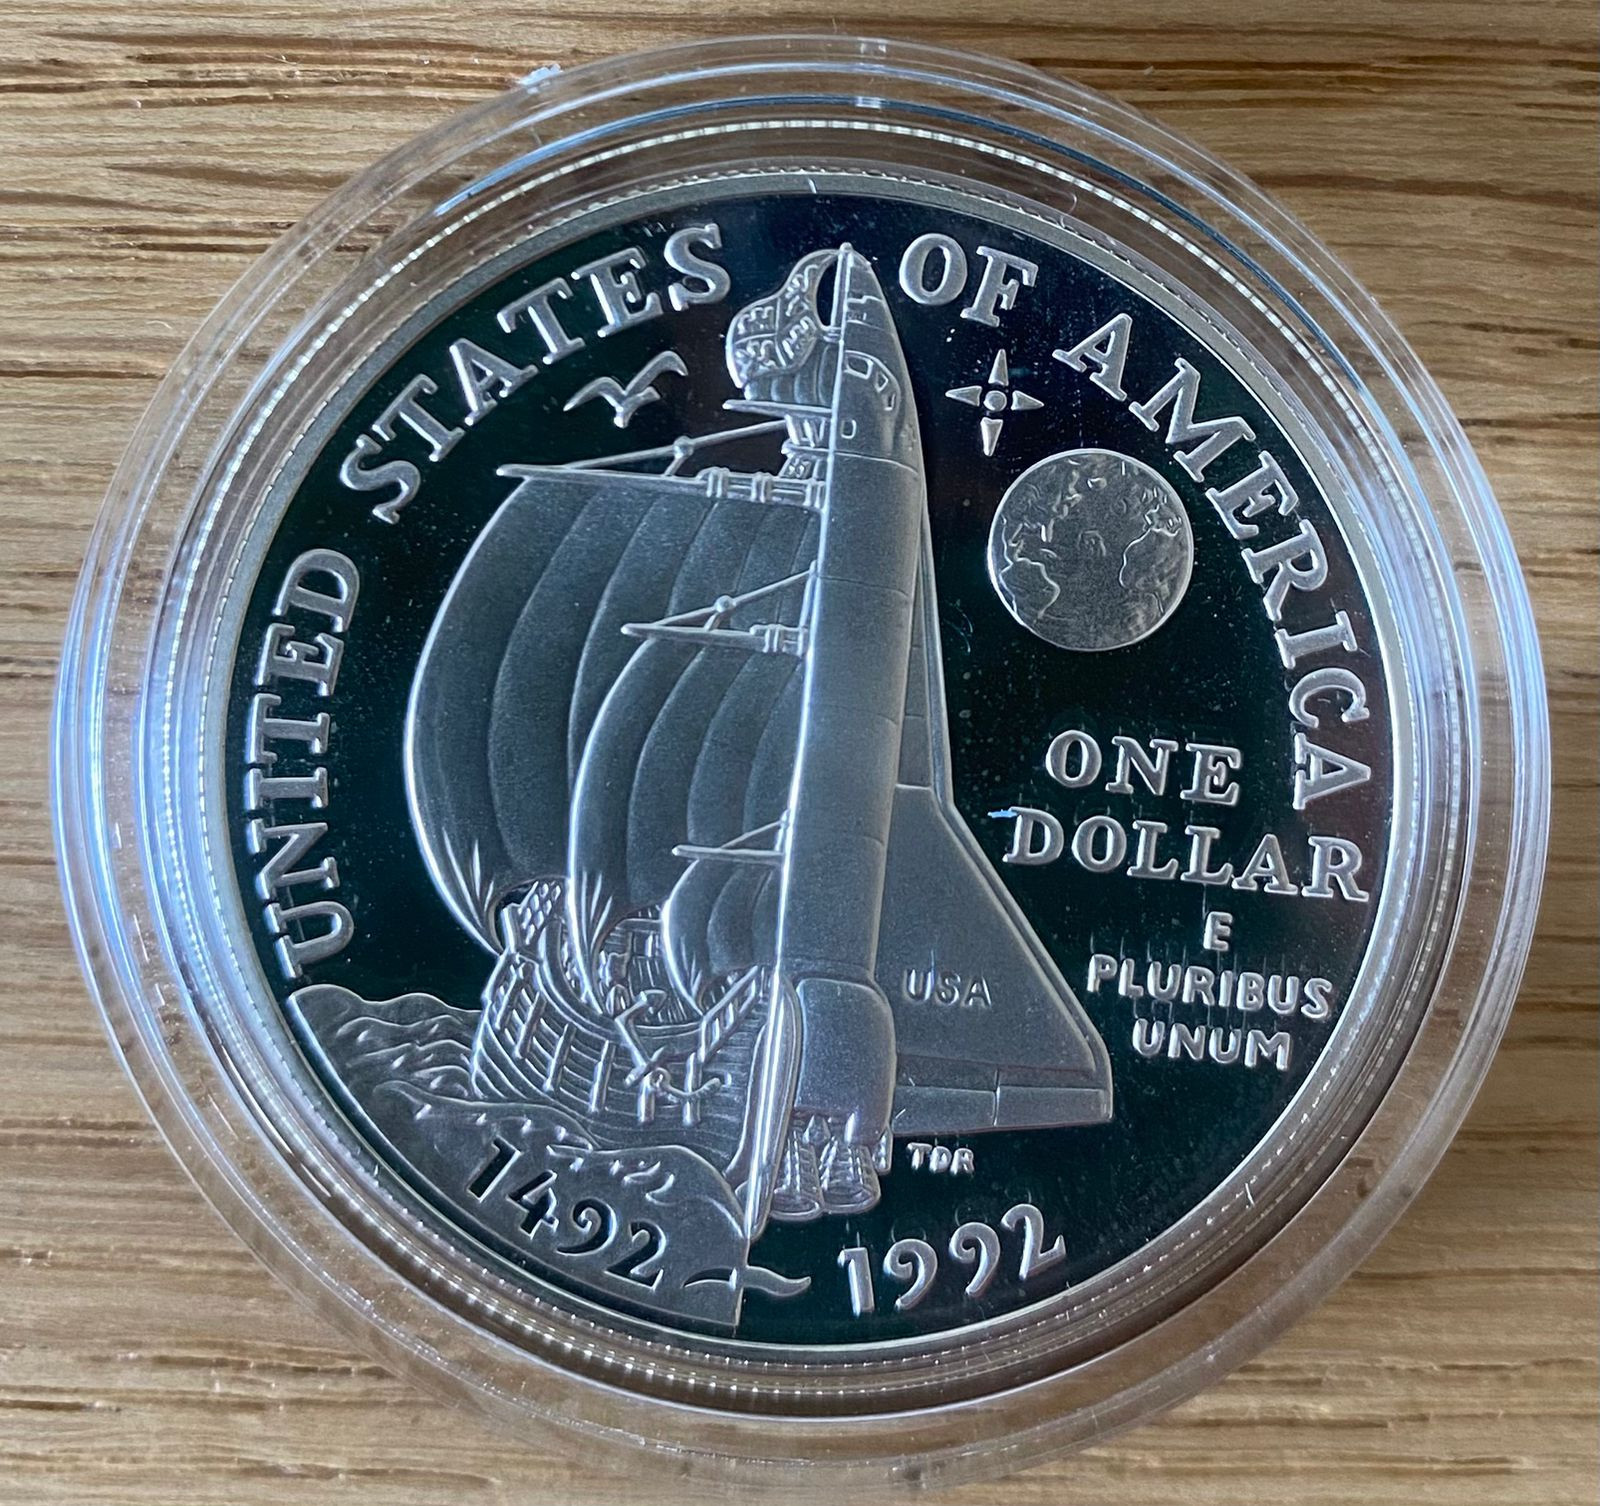 UNITED STATES OF AMERICA
ONE
DOLLAR
E
PLURIBUS
UNUM
USA
TDR
1492 ~ 1992